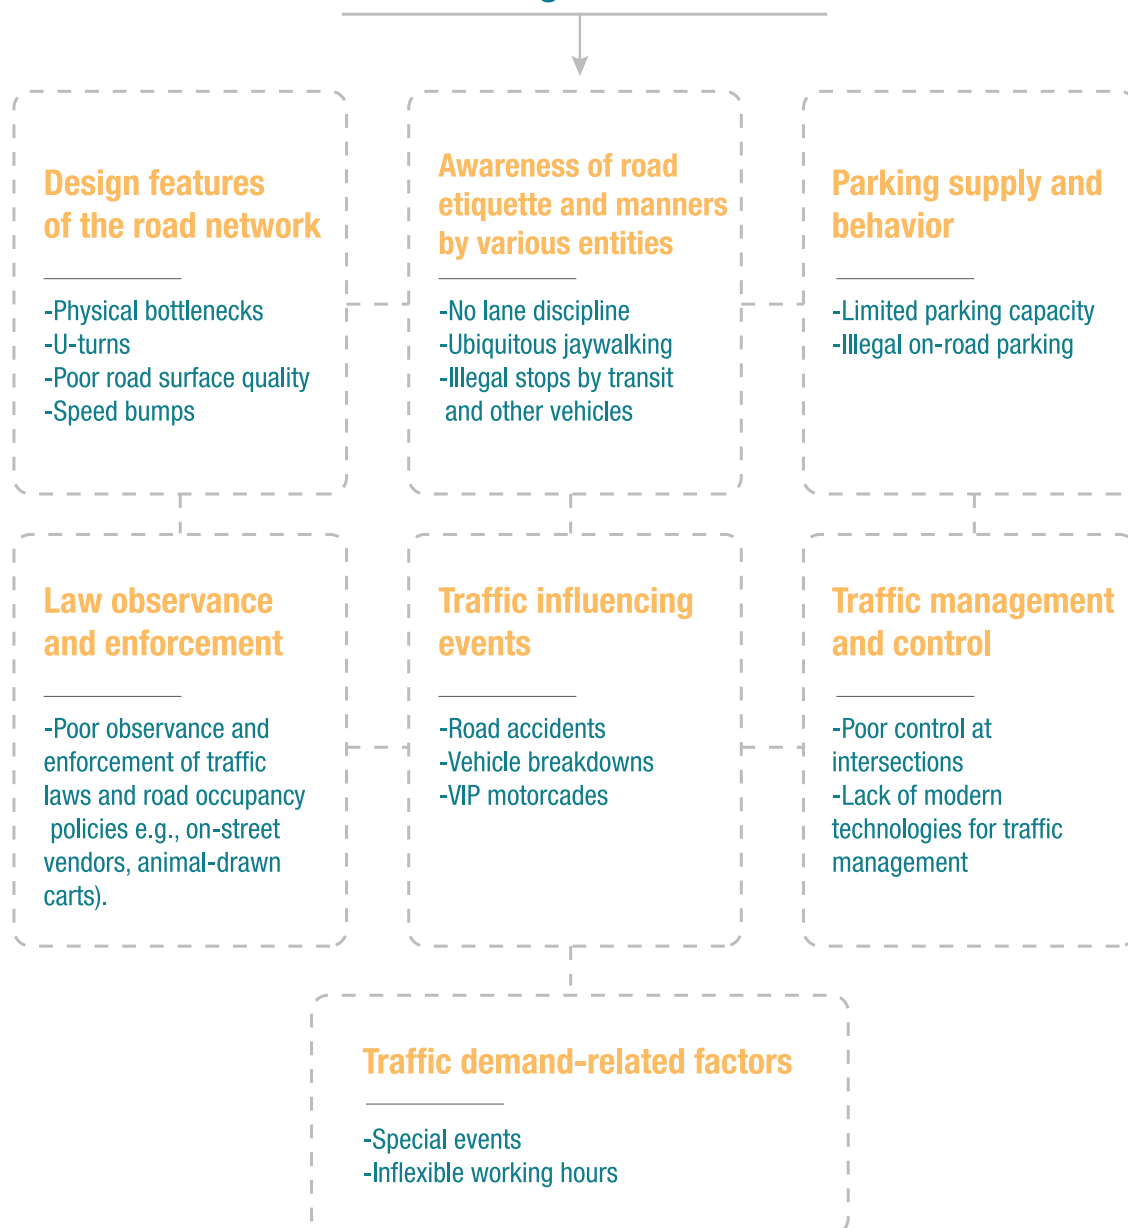 Design features
of the road network
-Physical bottlenecks
-U-turns
-Poor road surface quality
-Speed bumps
Awareness of road
etiquette and manners
by various entities
-No lane discipline
-Ubiquitous jaywalking
-Illegal stops by transit
and other vehicles
Parking supply and
behavior
-Limited parking capacity
-Illegal on-road parking
Law observance
and enforcement
-Poor observance and
enforcement of traffic
laws and road occupancy
policies e.g., on-street
vendors, animal-drawn
carts).
Traffic influencing
events
-Road accidents
-Vehicle breakdowns
-VIP motorcades
Traffic management
and control
-Poor control at
intersections
-Lack of modern
technologies for traffic
management
Traffic demand-related factors
-Special events
-Inflexible working hours